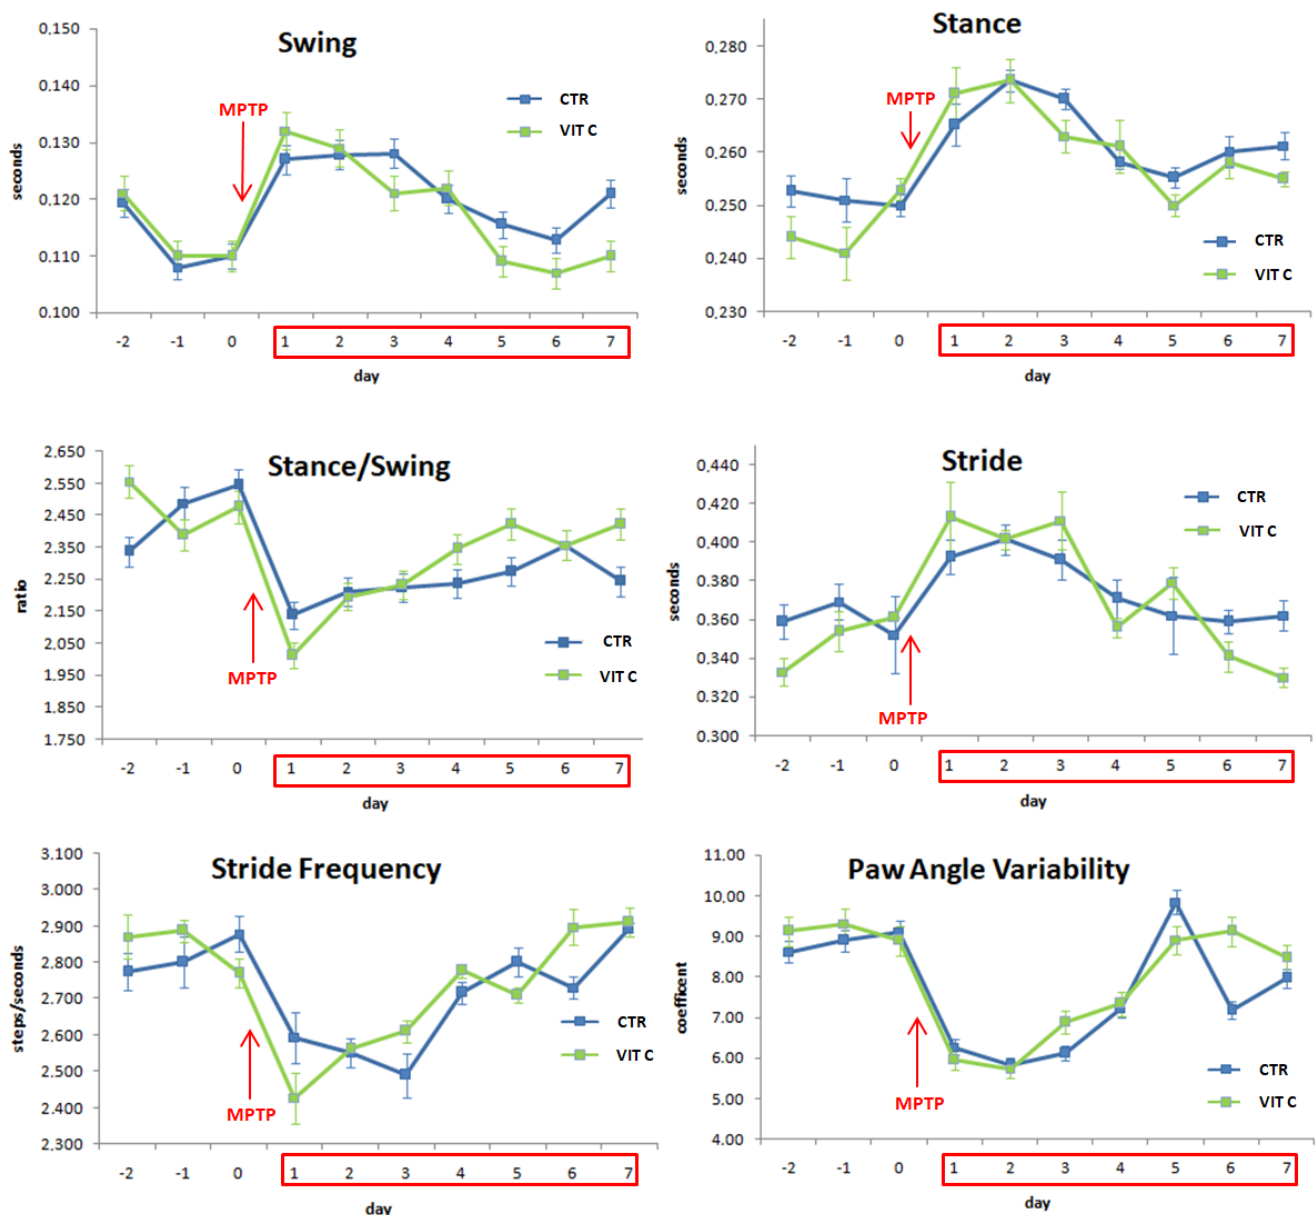 Swing
0.150
0.140
0.130
0.120
0.110
0.100
seconds
MPTP
CTR
VIT C
-2 -1 0 1 2 3 4 5 6 7
day
Stance
0,280
0,270
0,260
0,250
0,240
0,230
seconds
MPTP
CTR
VIT C
-2 -1 0 1 2 3 4 5 6 7
day
Stance/Swing
2.650
2.550
2.450
2.350
2.250
2.150
2.050
1.950
1.850
1.750
ratio
MPTP
CTR
VIT C
-2 -1 0 1 2 3 4 5 6 7
day
Stride
0,440
0.420
0.400
0.380
0.360
0.340
0.320
0.300
seconds
MPTP
CTR
VIT C
-2 -1 0 1 2 3 4 5 6 7
day
Stride Frequency
3.100
3.000
2.900
2.800
2.700
2.600
2.500
2.400
2.300
steps/seconds
MPTP
CTR
VIT C
-2 -1 0 1 2 3 4 5 6 7
day
Paw Angle Variability
11.00
10.00
9.00
8.00
7.00
6.00
5.00
4.00
coefficent
MPTP
CTR
VIT C
-2 -1 0 1 2 3 4 5 6 7
day